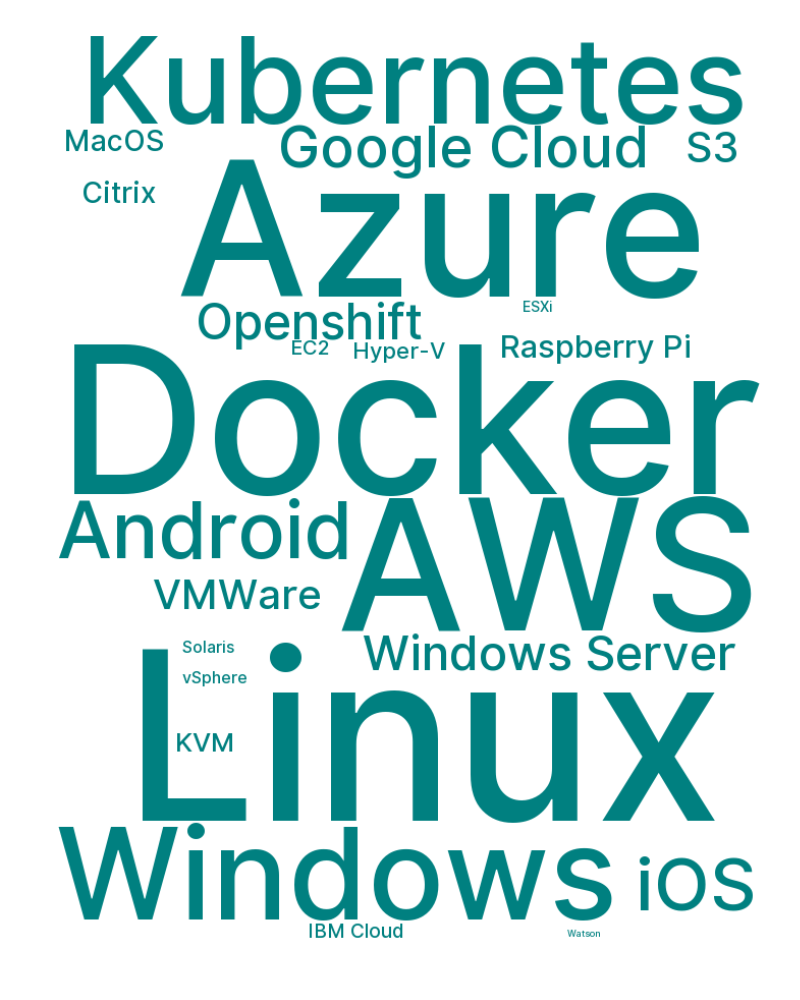 Kubernetes
MacOS Google Cloud S3
Citrix
Azure
Openshift ESXi
EC2 Hyper-V Raspberry Pi
Docker
Android AWS
VMWare
Solaris Windows Server
vSphere
Linux
KVM
Windows iOS
IBM Cloud Watson